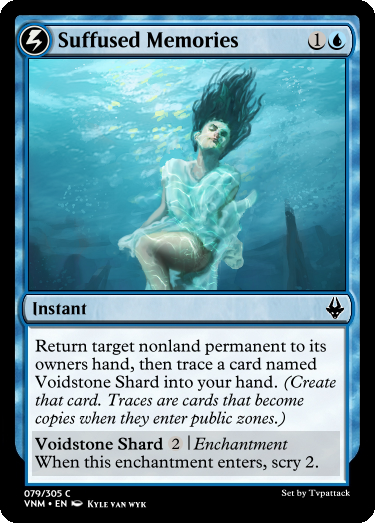 Suffused Memories 1
Instant
Return target nonland permanent to its
owners hand, then trace a card named
Voidstone Shard into your hand. (Create
that card. Traces are cards that become
copies when they enter public zones.)
Voidstone Shard 2 | Enchantment
When this enchantment enters, scry 2.
079/305 C
Set by Tvpattack
VNM • EN Kyle van wyk